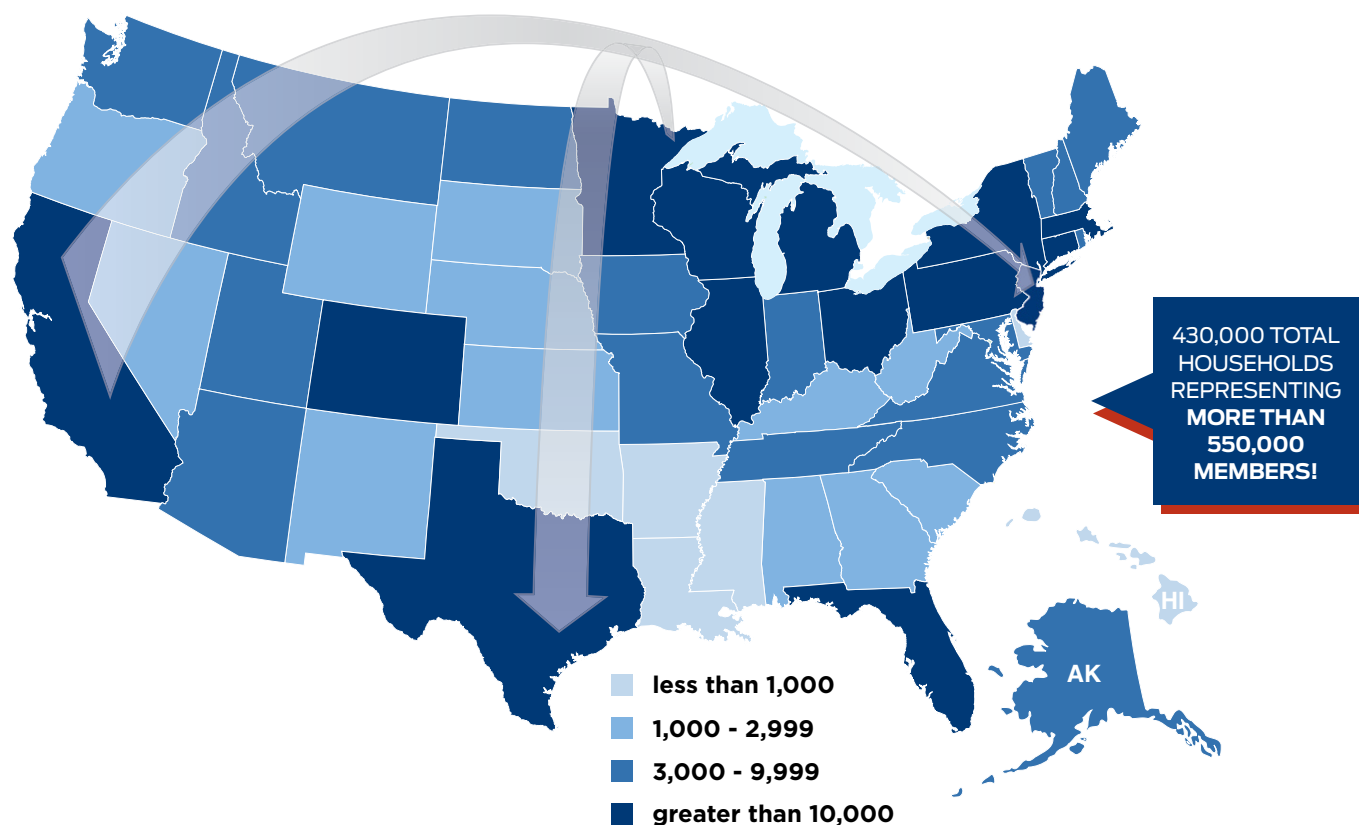 430,000 TOTAL
HOUSEHOLDS
REPRESENTING
MORE THAN
550,000
MEMBERS!
HI
AK
less than 1,000
1,000 - 2,999
3,000 - 9,999
greater than 10,000